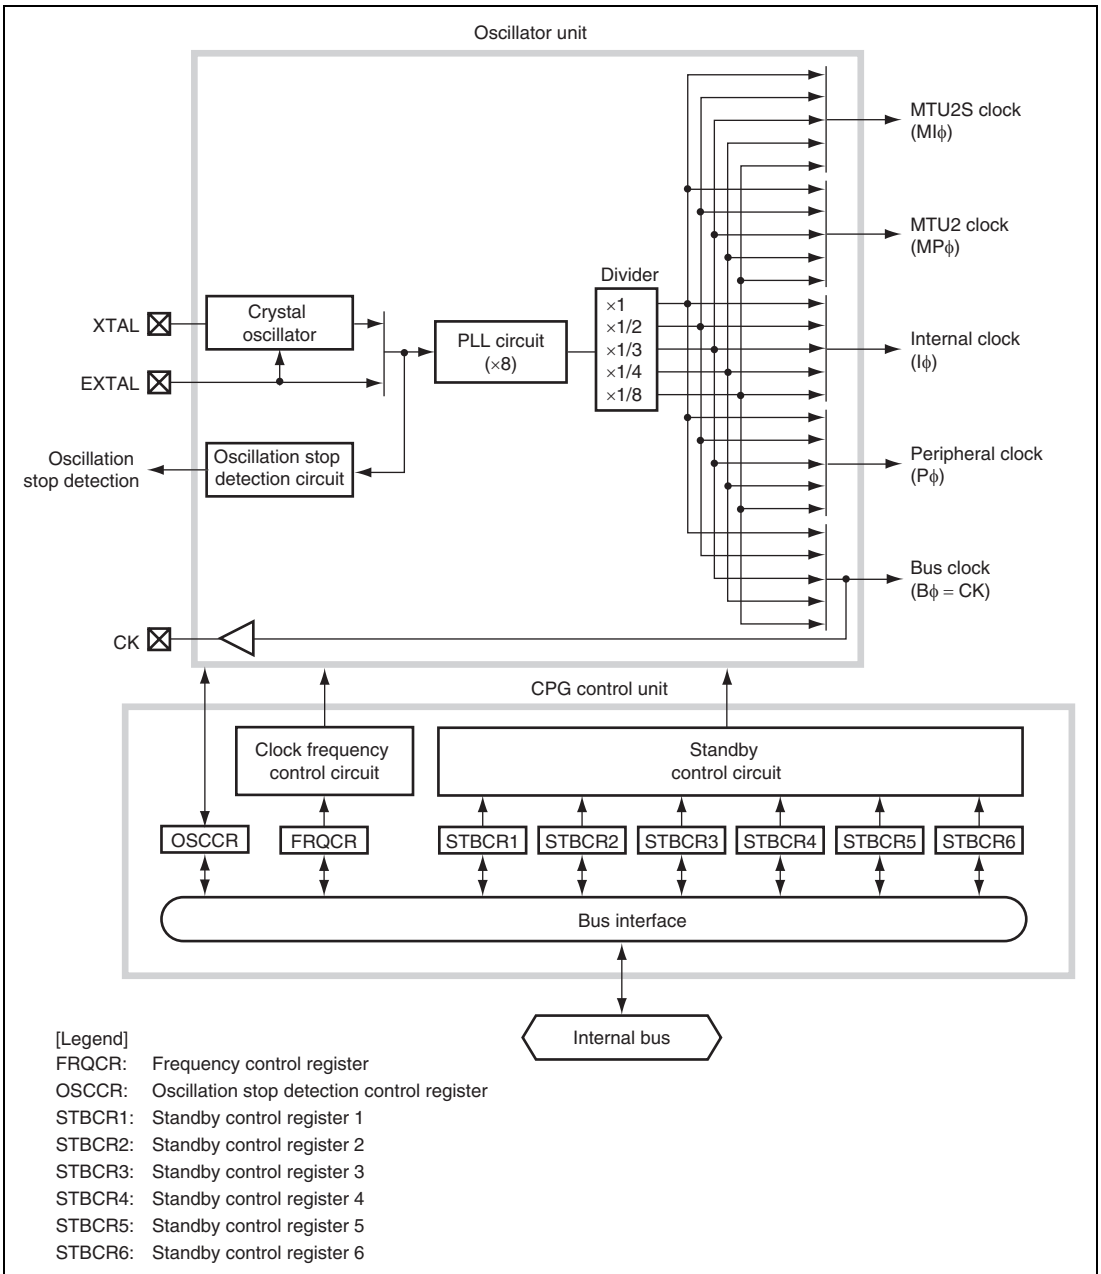 Oscillator unit
MTU2S clock
(MIϕ)
MTU2 clock
(MPϕ)
Divider
×1
×1/2
×1/3
×1/4
×1/8
XTAL
Crystal
oscillator
PLL circuit
(×8)
Internal clock
(Iϕ)
EXTAL
Oscillation
stop detection
Oscillation stop
detection circuit
Peripheral clock
(Pϕ)
Bus clock
(Bϕ = CK)
CK
CPG control unit
Clock frequency
control circuit
Standby
control circuit
OSCCR
FRQCR
STBCR1
STBCR2
STBCR3
STBCR4
STBCR5
STBCR6
Bus interface
Internal bus
[Legend]
FRQCR: Frequency control register
OSCCR: Oscillation stop detection control register
STBCR1: Standby control register 1
STBCR2: Standby control register 2
STBCR3: Standby control register 3
STBCR4: Standby control register 4
STBCR5: Standby control register 5
STBCR6: Standby control register 6